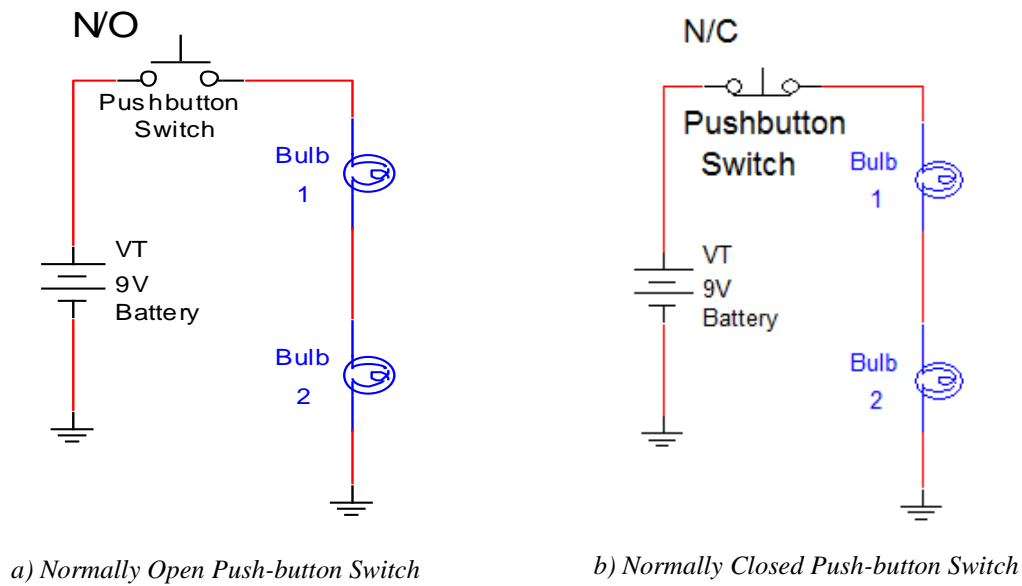 N/O
Pushbutton
Switch
Bulb
1
VT
9V
Battery
Bulb
2
a) Normally Open Push-button Switch
N/C
Pushbutton
Switch
Bulb
1
VT
9V
Battery
Bulb
2
b) Normally Closed Push-button Switch